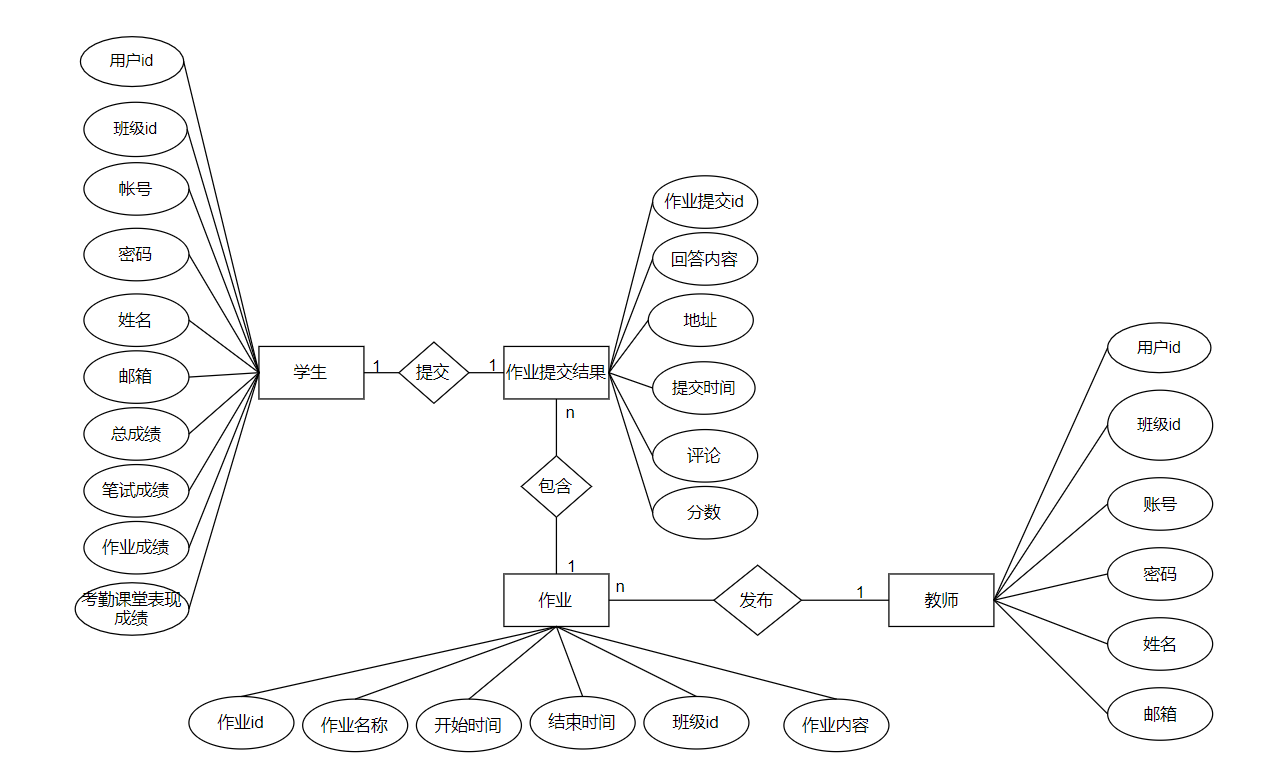 用户id
班级id
帐号
密码
姓名
邮箱
总成绩
笔试成绩
作业成绩
考勤课堂表现
成绩
学生
1
提交
1
作业提交结果
作业提交id
回答内容
地址
提交时间
评论
分数
n
包含
1
作业
n
发布
1
教师
用户id
班级id
账号
密码
姓名
邮箱
作业id
作业名称
开始时间
结束时间
班级id
作业内容